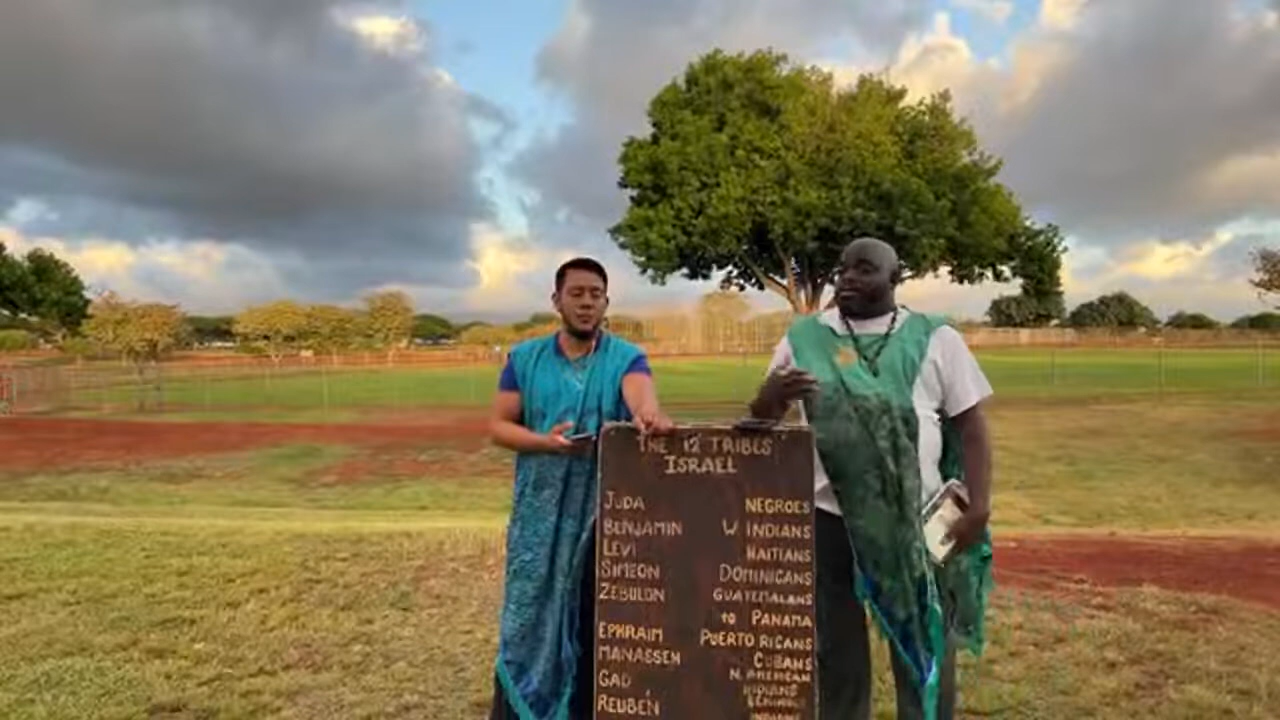 THE 12 TRIBES
ISRAEL
JUDA NEGROES
BENJAMIN W INDIANS
LEVI HAITIANS
SIMEON DOMINICANS
ZEBULON GUATEMALANS
to PANAMA
EPHRAIM PUERTO RICANS
MANASSEH CUBANS
GAD N. AMERICAN
INDIANS
REUBEN